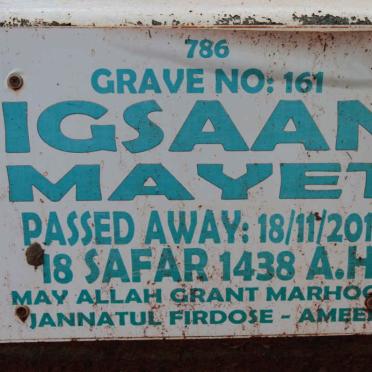 786
GRAVE NO: 161
IGSAAN
MAYET
PASSED AWAY: 18/11/201
18 SAFAR 1438 A.H
MAY ALLAH GRANT MARHOO
JANNATUL FIRDOSE - AMEE